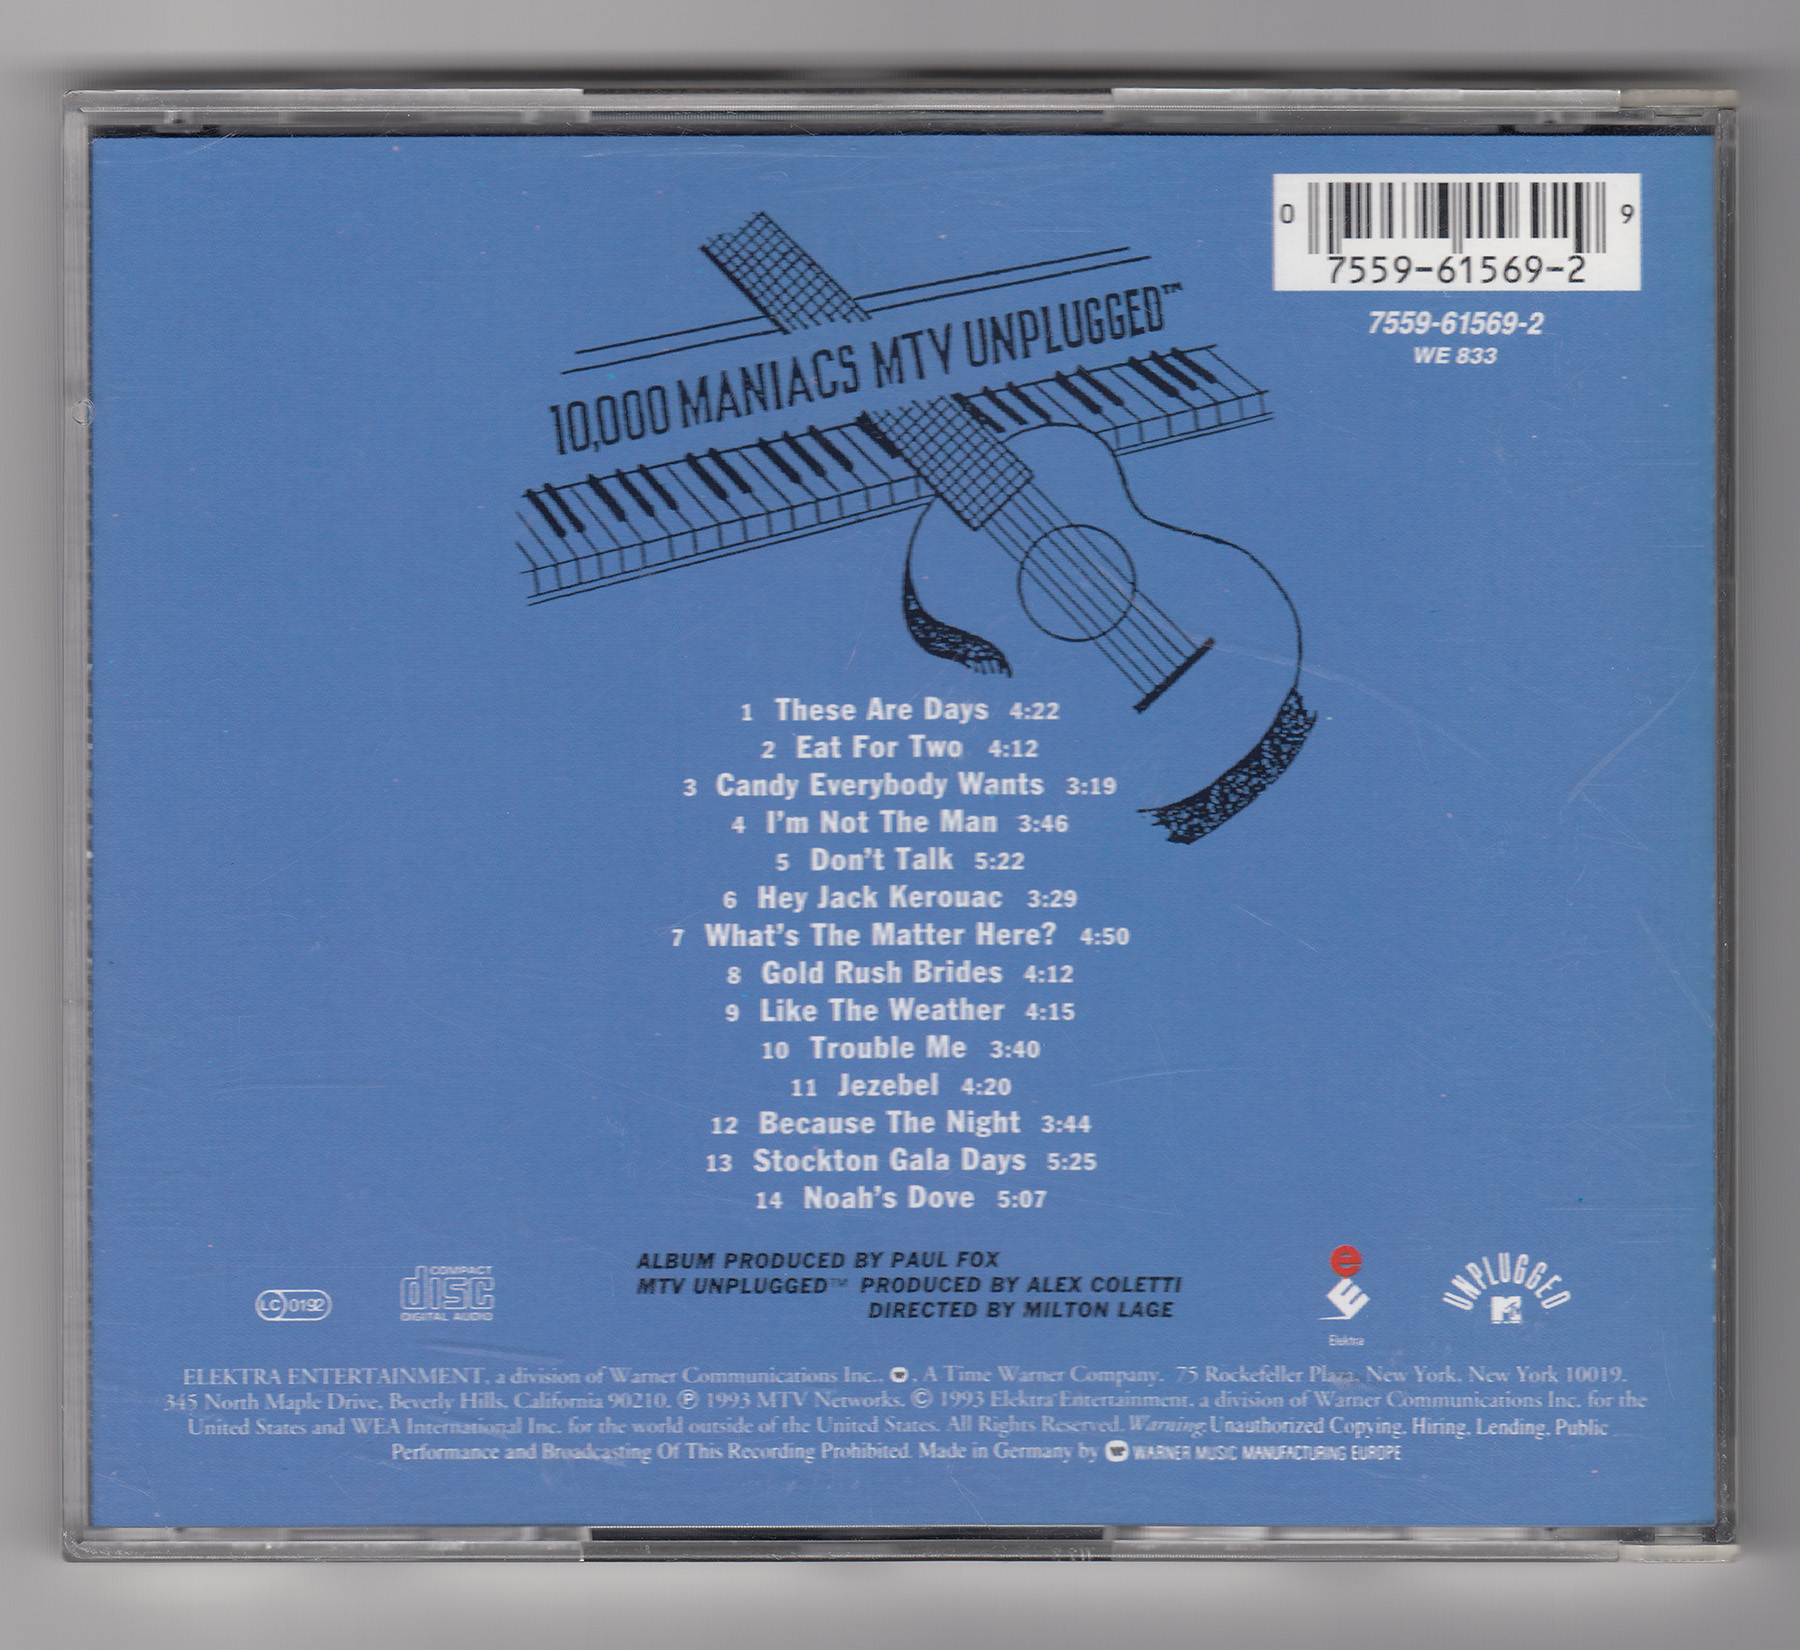 0 9
7559-61569-2
7559-61569-2
WE 833
10,000 MANIACS MTV UNPLUGGED™
1 These Are Days 4:22
2 Eat For Two 4:12
3 Candy Everybody Wants 3:19
4 I'm Not The Man 3:46
5 Don't Talk 5:22
6 Hey Jack Kerouac 3:29
7 What's The Matter Here? 4:50
8 Gold Rush Brides 4:12
9 Like The Weather 4:15
10 Trouble Me 3:40
11 Jezebel 4:20
12 Because The Night 3:44
13 Stockton Gala Days 5:25
14 Noah's Dove 5:07
ALBUM PRODUCED BY PAUL FOX
MTV UNPLUGGED™ PRODUCED BY ALEX COLETTI
DIRECTED BY MILTON LAGE
LC 0192
COMPACT
disc
DIGITAL AUDIO
e E
Elektra
UNPLUGGED
MTV
ELEKTRA ENTERTAINMENT, a division of Warner Communications Inc., , A Time Warner Company. 75 Rockefeller Plaza, New York, New York 10019.
345 North Maple Drive, Beverly Hills, California 90210. ℗ 1993 MTV Networks. © 1993 Elektra Entertainment, a division of Warner Communications Inc. for the
United States and WEA International Inc. for the world outside of the United States. All Rights Reserved. Warning: Unauthorized Copying, Hiring, Lending, Public
Performance and Broadcasting Of This Recording Prohibited. Made in Germany by WARNER MUSIC MANUFACTURING EUROPE